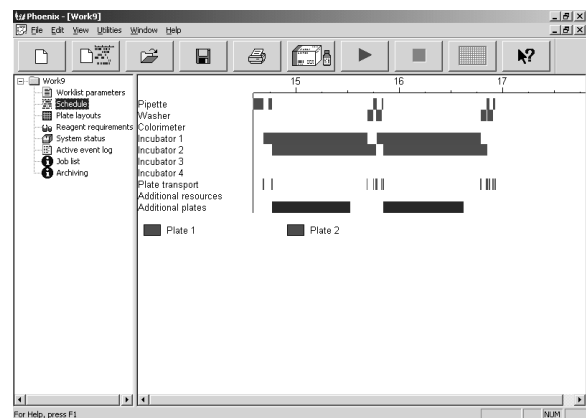 Phoenix - [Work9]
File Edit View Utilities Window Help
Work9
Worklist parameters
Schedule
Plate layouts
Reagent requirements
System status
Active event log
Job list
Archiving
15 16 17
Pipette
Washer
Colorimeter
Incubator 1
Incubator 2
Incubator 3
Incubator 4
Plate transport
Additional resources
Additional plates
Plate 1 Plate 2
For Help, press F1 NUM